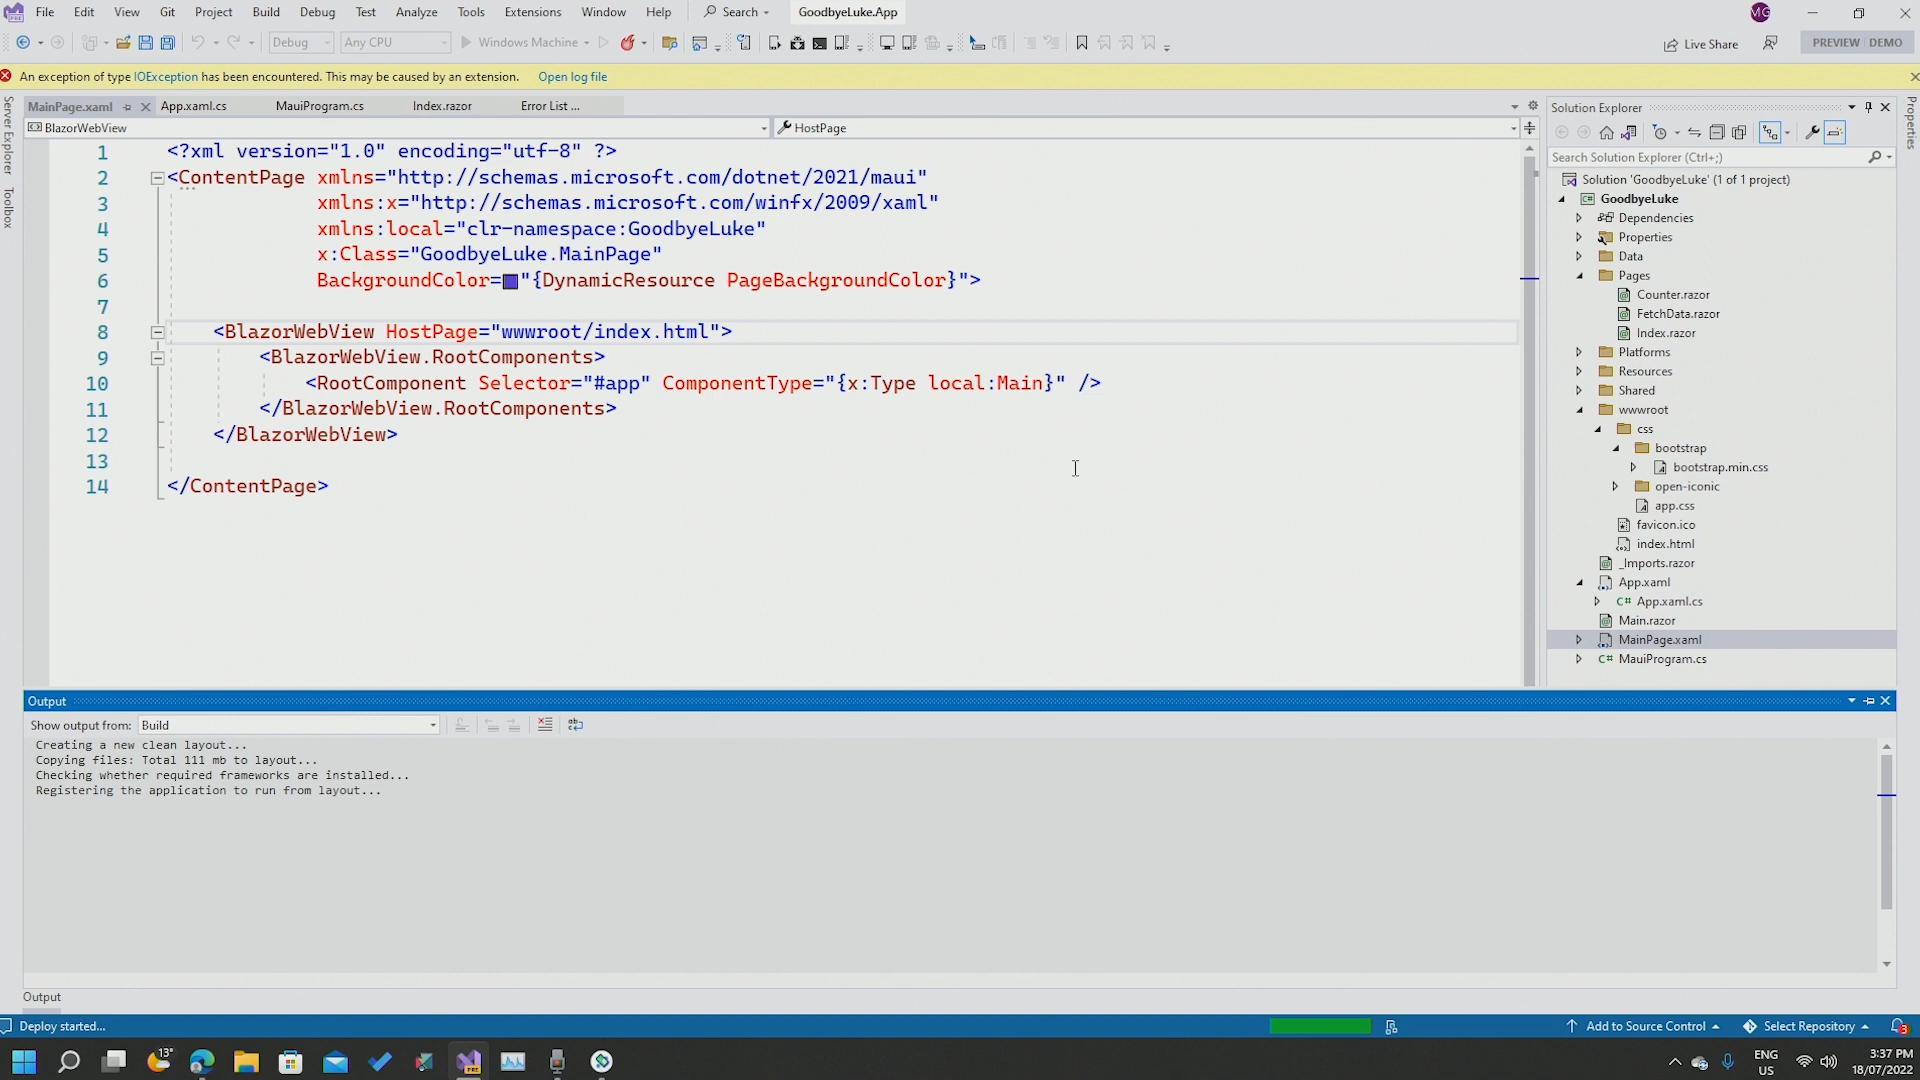 File Edit View Git Project Build Debug Test Analyze Tools Extensions Window Help Search GoodbyeLuke.App MG
Debug Any CPU Windows Machine Live Share PREVIEW DEMO
An exception of type IOException has been encountered. This may be caused by an extension. Open log file
MainPage.xaml App.xaml.cs MauiProgram.cs Index.razor Error List ...
BlazorWebView HostPage
1 <?xml version="1.0" encoding="utf-8" ?>
2 <ContentPage xmlns="http://schemas.microsoft.com/dotnet/2021/maui"
3 xmlns:x="http://schemas.microsoft.com/winfx/2009/xaml"
4 xmlns:local="clr-namespace:GoodbyeLuke"
5 x:Class="GoodbyeLuke.MainPage"
6 BackgroundColor="{DynamicResource PageBackgroundColor}">
7
8 <BlazorWebView HostPage="wwwroot/index.html">
9 <BlazorWebView.RootComponents>
10 <RootComponent Selector="#app" ComponentType="{x:Type local:Main}" />
11 </BlazorWebView.RootComponents>
12 </BlazorWebView>
13
14 </ContentPage>
Server Explorer
Toolbox
Solution Explorer
Search Solution Explorer (Ctrl+;)
Solution 'GoodbyeLuke' (1 of 1 project)
GoodbyeLuke
Dependencies
Properties
Data
Pages
Counter.razor
FetchData.razor
Index.razor
Platforms
Resources
Shared
wwwroot
css
bootstrap
bootstrap.min.css
open-iconic
app.css
favicon.ico
index.html
_Imports.razor
App.xaml
C# App.xaml.cs
Main.razor
MainPage.xaml
C# MauiProgram.cs
Properties
Output
Show output from: Build
Creating a new clean layout...
Copying files: Total 111 mb to layout...
Checking whether required frameworks are installed...
Registering the application to run from layout...
Output
Deploy started... Add to Source Control Select Repository 3
13° PRE ENG US 3:37 PM 18/07/2022